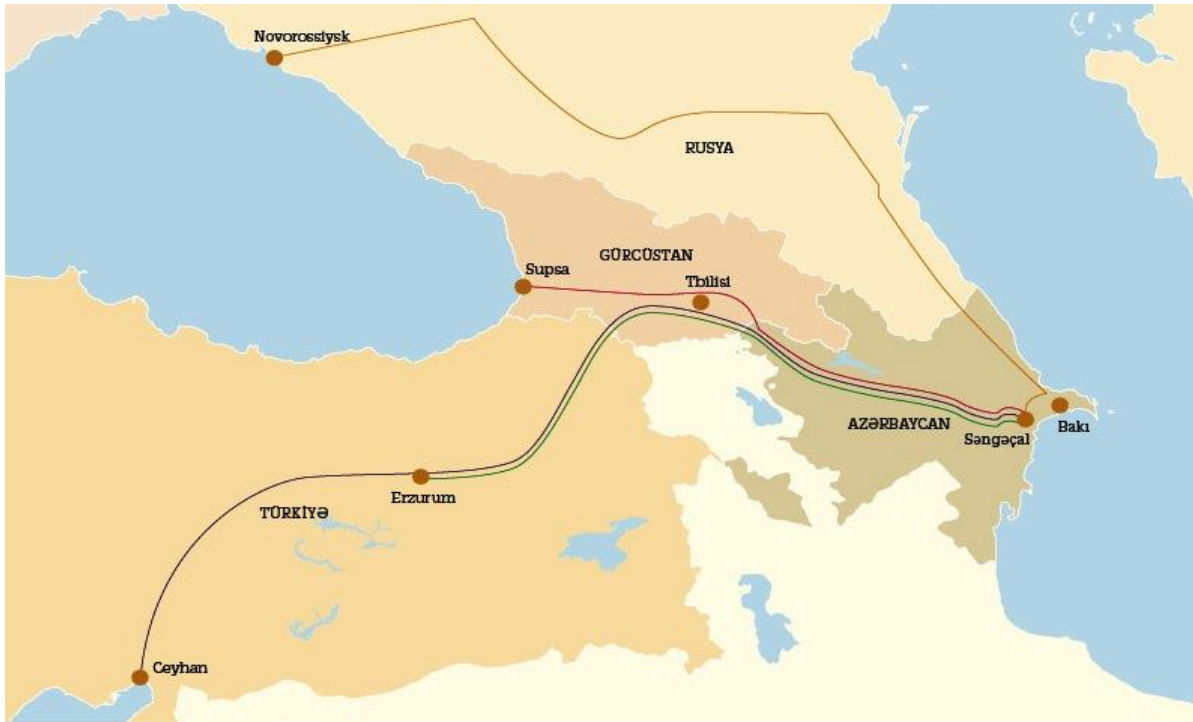 Novorossiysk
RUSYA
GÜRCÜSTAN
Supsa
Tbilisi
AZƏRBAYCAN
Bakı
Səngəçal
Erzurum
TÜRKİYƏ
Ceyhan